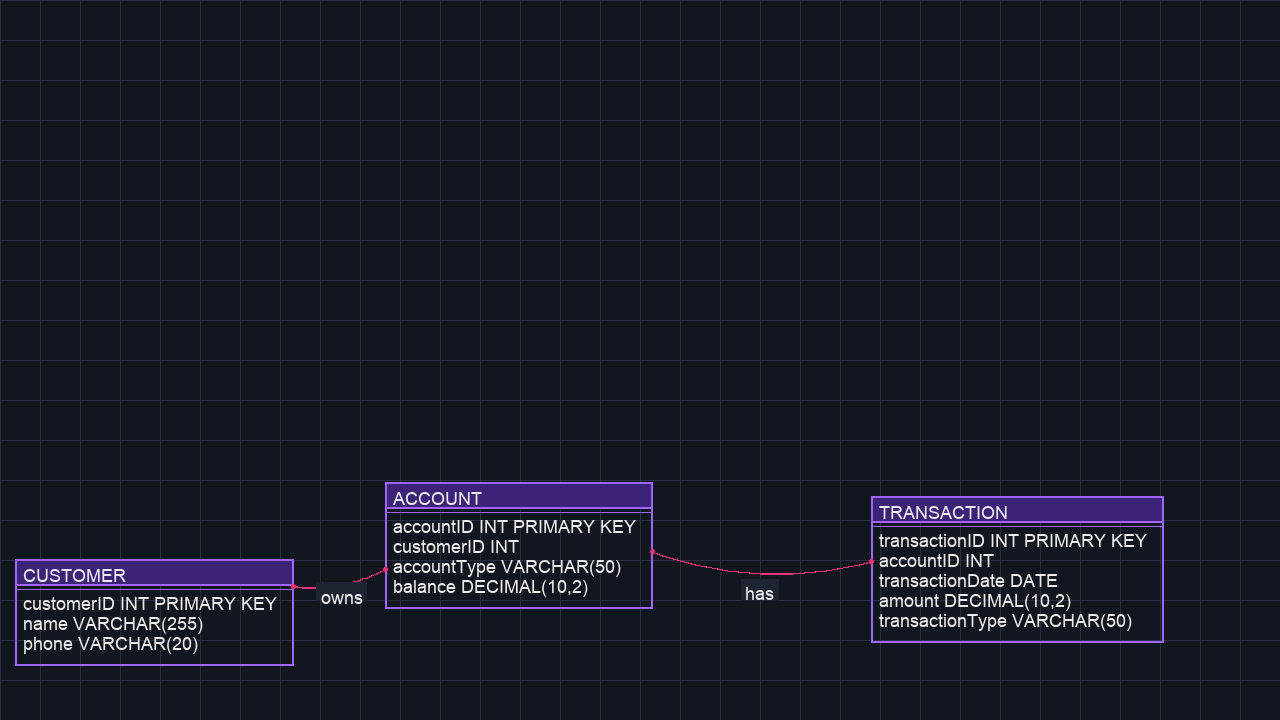 CUSTOMER
customerID INT PRIMARY KEY
name VARCHAR(255)
phone VARCHAR(20)
owns
ACCOUNT
accountID INT PRIMARY KEY
customerID INT
accountType VARCHAR(50)
balance DECIMAL(10,2)
has
TRANSACTION
transactionID INT PRIMARY KEY
accountID INT
transactionDate DATE
amount DECIMAL(10,2)
transactionType VARCHAR(50)